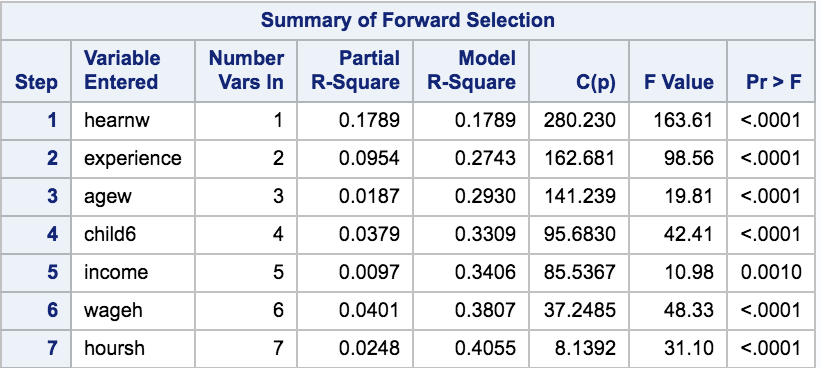 Summary of Forward Selection
Step Variable Entered Number Vars In Partial R-Square Model R-Square C(p) F Value Pr > F
1 hearnw 1 0.1789 0.1789 280.230 163.61 <.0001
2 experience 2 0.0954 0.2743 162.681 98.56 <.0001
3 agew 3 0.0187 0.2930 141.239 19.81 <.0001
4 child6 4 0.0379 0.3309 95.6830 42.41 <.0001
5 income 5 0.0097 0.3406 85.5367 10.98 0.0010
6 wageh 6 0.0401 0.3807 37.2485 48.33 <.0001
7 hoursh 7 0.0248 0.4055 8.1392 31.10 <.0001